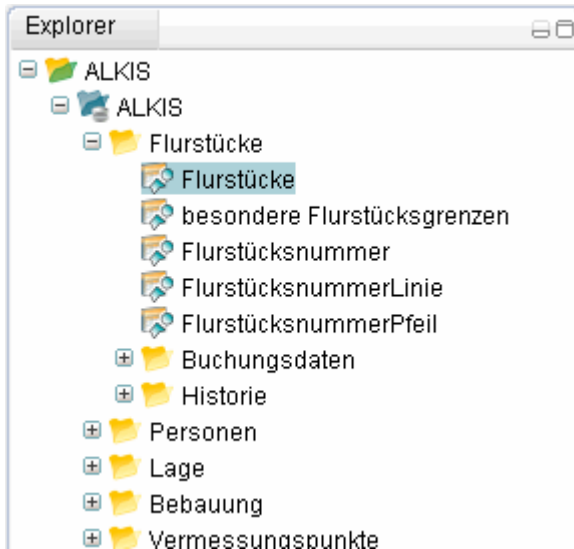 Explorer
ALKIS
ALKIS
Flurstücke
Flurstücke
besondere Flurstücksgrenzen
Flurstücksnummer
FlurstücksnummerLinie
FlurstücksnummerPfeil
Buchungsdaten
Historie
Personen
Lage
Bebauung
Vermessungspunkte